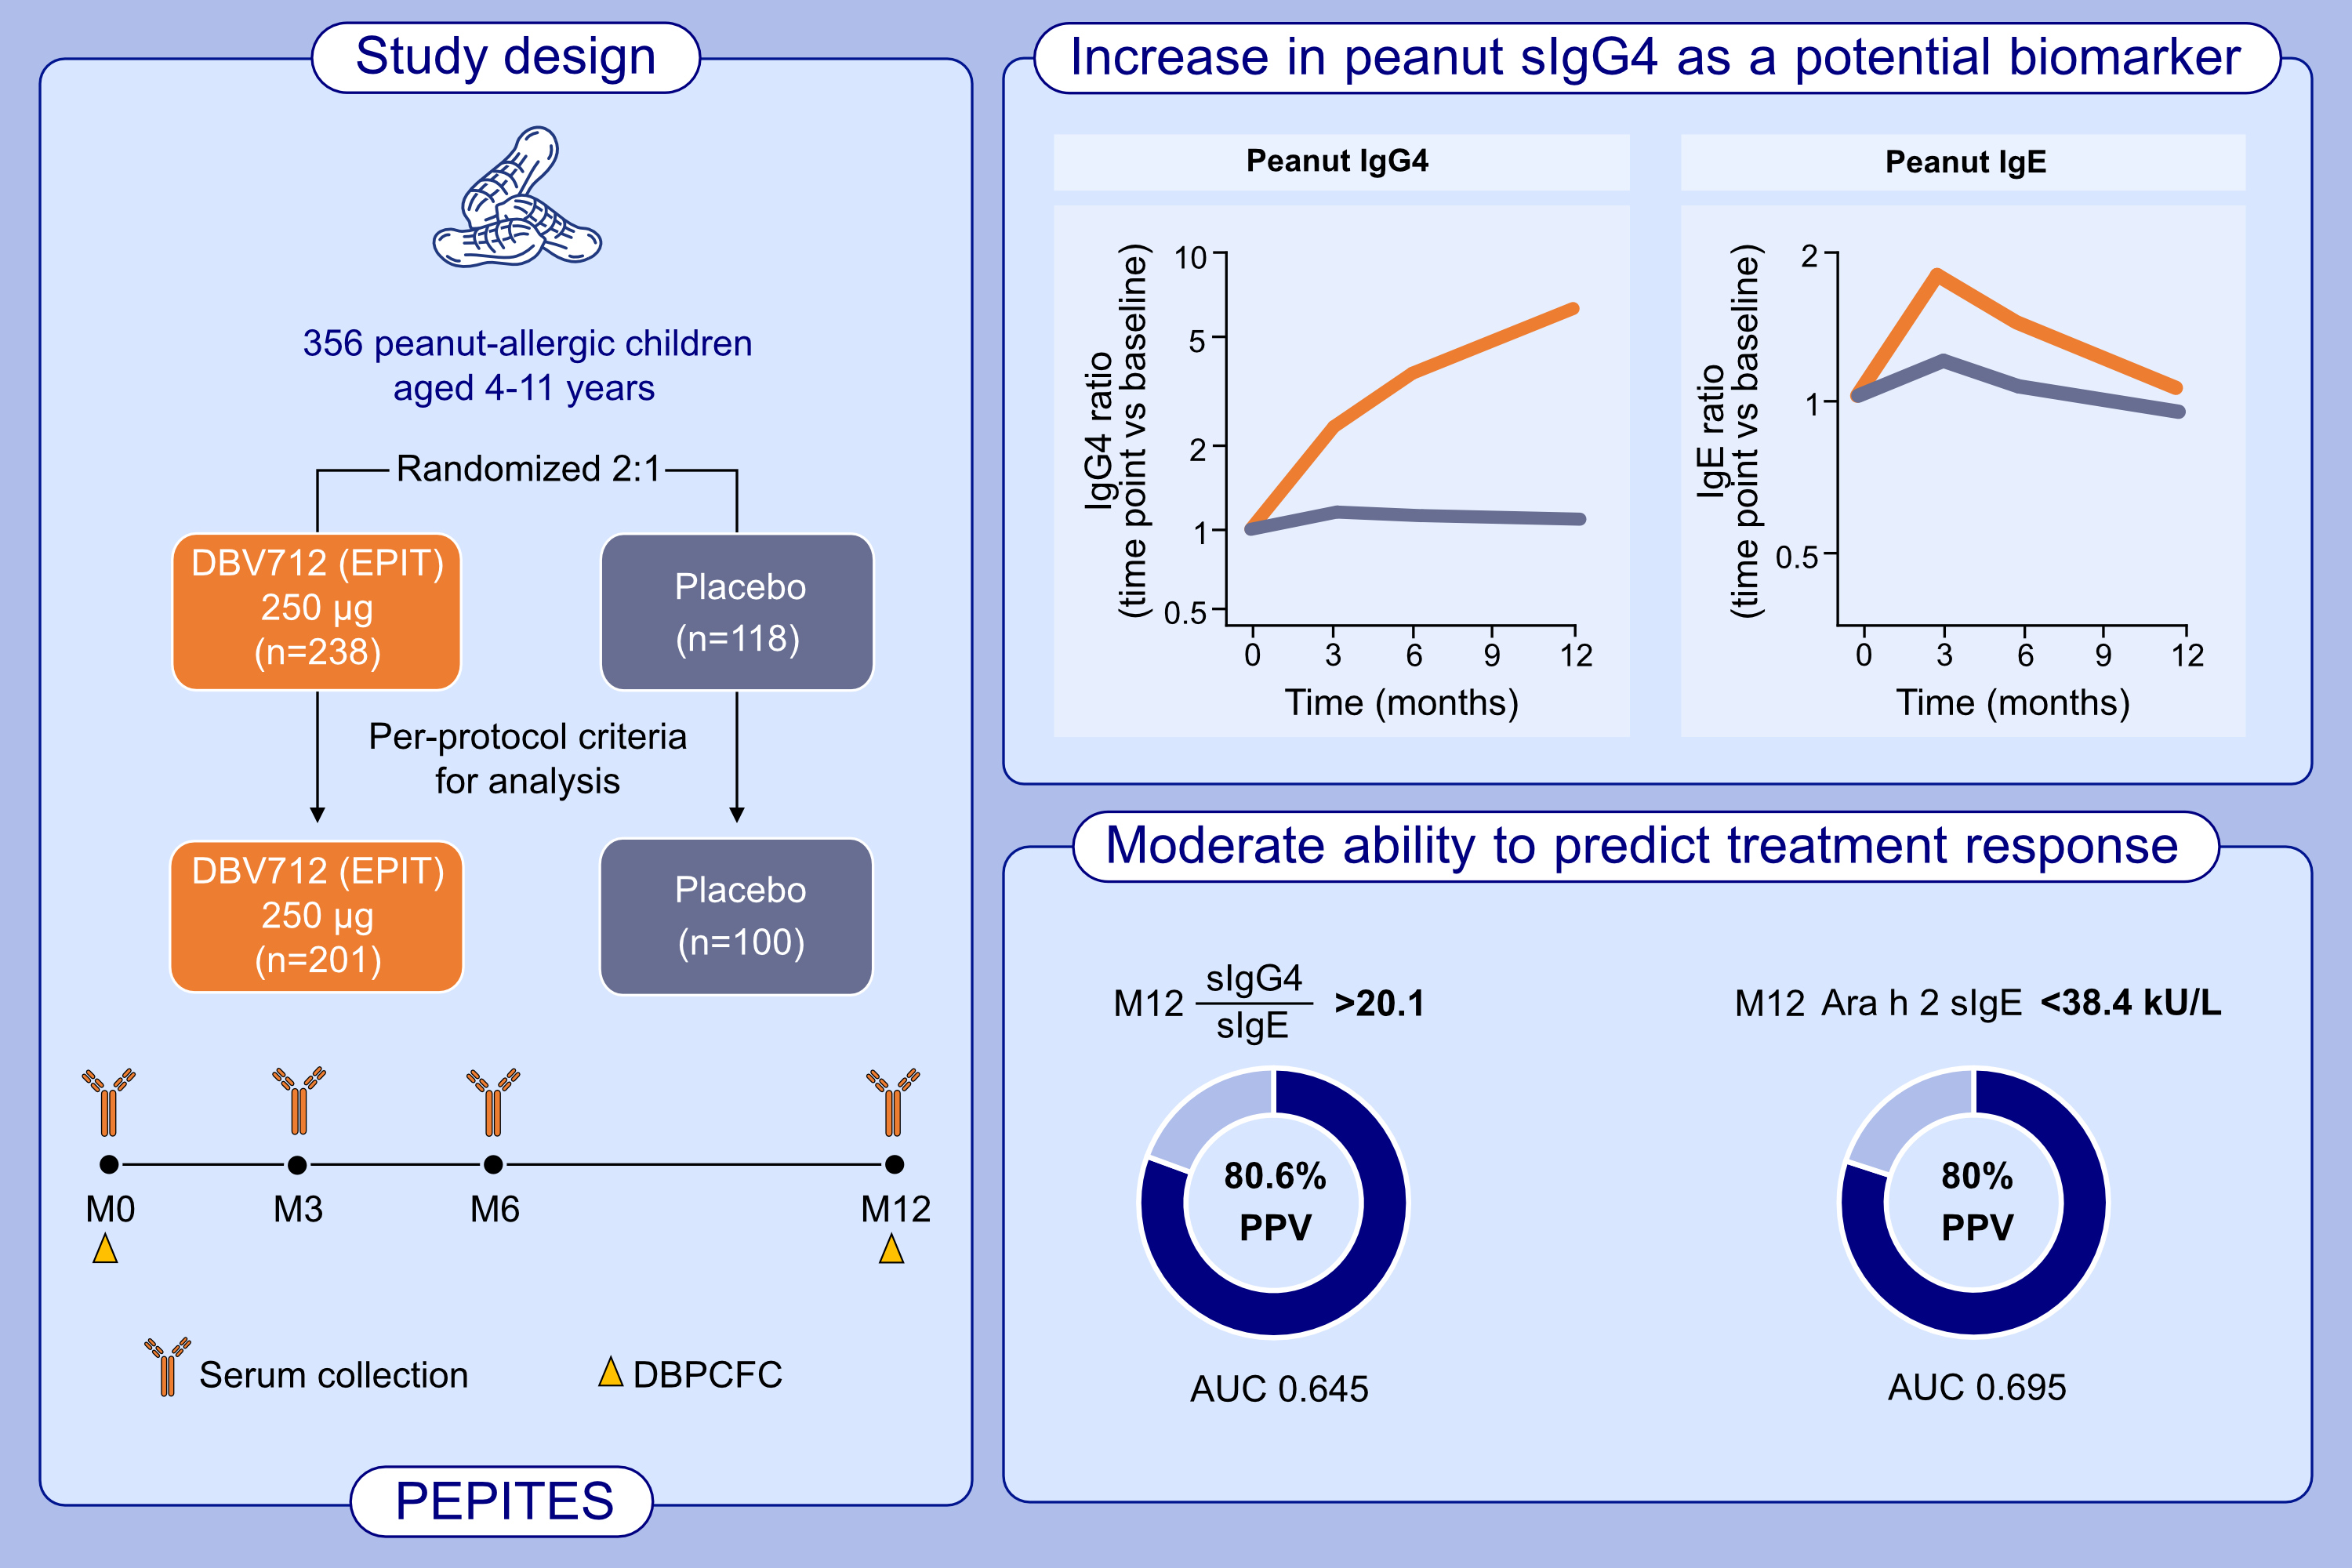 Study design
356 peanut-allergic children
aged 4-11 years
Randomized 2:1
DBV712 (EPIT)
250 µg
(n=238)
Placebo
(n=118)
Per-protocol criteria
for analysis
DBV712 (EPIT)
250 µg
(n=201)
Placebo
(n=100)
M0
M3
M6
M12
Serum collection
DBPCFC
PEPITES
Increase in peanut sIgG4 as a potential biomarker
Peanut IgG4
IgG4 ratio
(time point vs baseline)
10
5
2
1
0.5
0 3 6 9 12
Time (months)
Peanut IgE
IgE ratio
(time point vs baseline)
2
1
0.5
0 3 6 9 12
Time (months)
Moderate ability to predict treatment response
M12 sIgG4 / sIgE >20.1
80.6%
PPV
AUC 0.645
M12 Ara h 2 sIgE <38.4 kU/L
80%
PPV
AUC 0.695